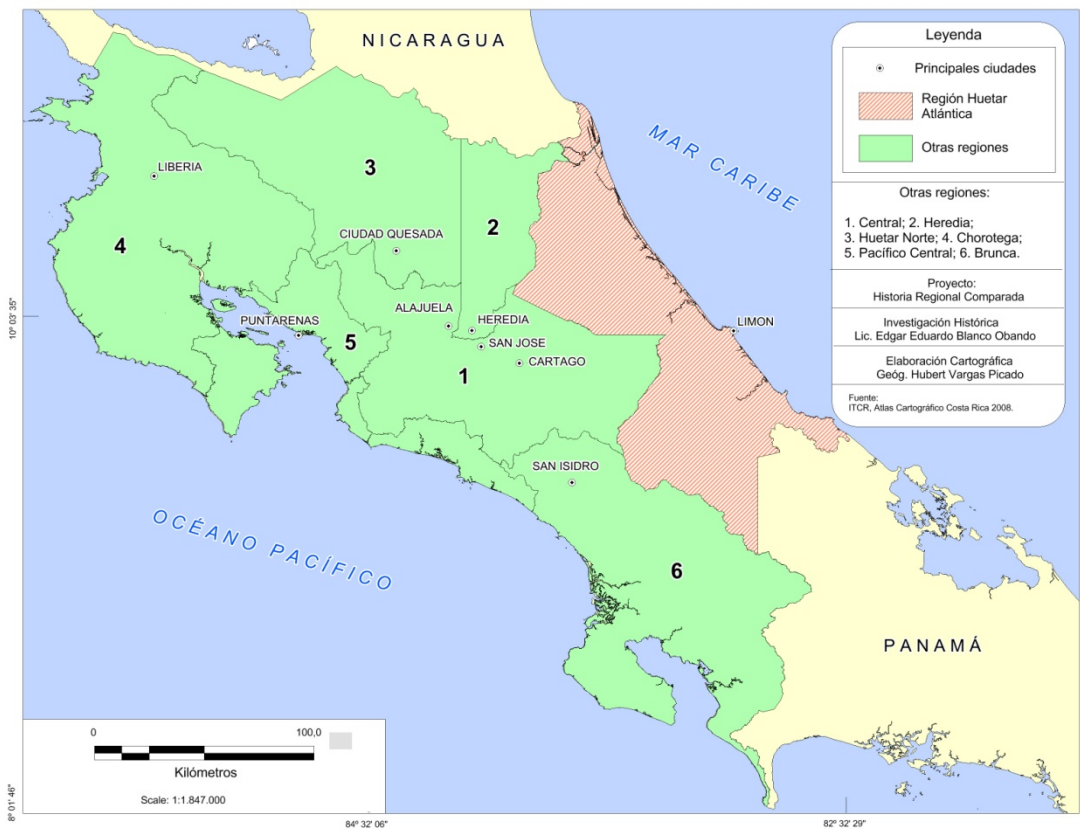 NICARAGUA
MAR CARIBE
LIBERIA
3
2
CIUDAD QUESADA
4
ALAJUELA
HEREDIA
PUNTARENAS
5
SAN JOSE
LIMON
CARTAGO
1
SAN ISIDRO
OCÉANO PACÍFICO
6
PANAMÁ
Leyenda
Principales ciudades
Región Huetar
Atlántica
Otras regiones
Otras regiones:
1. Central; 2. Heredia;
3. Huetar Norte; 4. Chorotega;
5. Pacífico Central; 6. Brunca.
Proyecto:
Historia Regional Comparada
Investigación Histórica
Lic. Edgar Eduardo Blanco Obando
Elaboración Cartográfica
Geóg. Hubert Vargas Picado
Fuente:
ITCR, Atlas Cartográfico Costa Rica 2008.
10º 03' 35"
8º 01' 46"
0 100,0
Kilómetros
Scale: 1:1.847.000
84º 32' 06"
82º 32' 29"